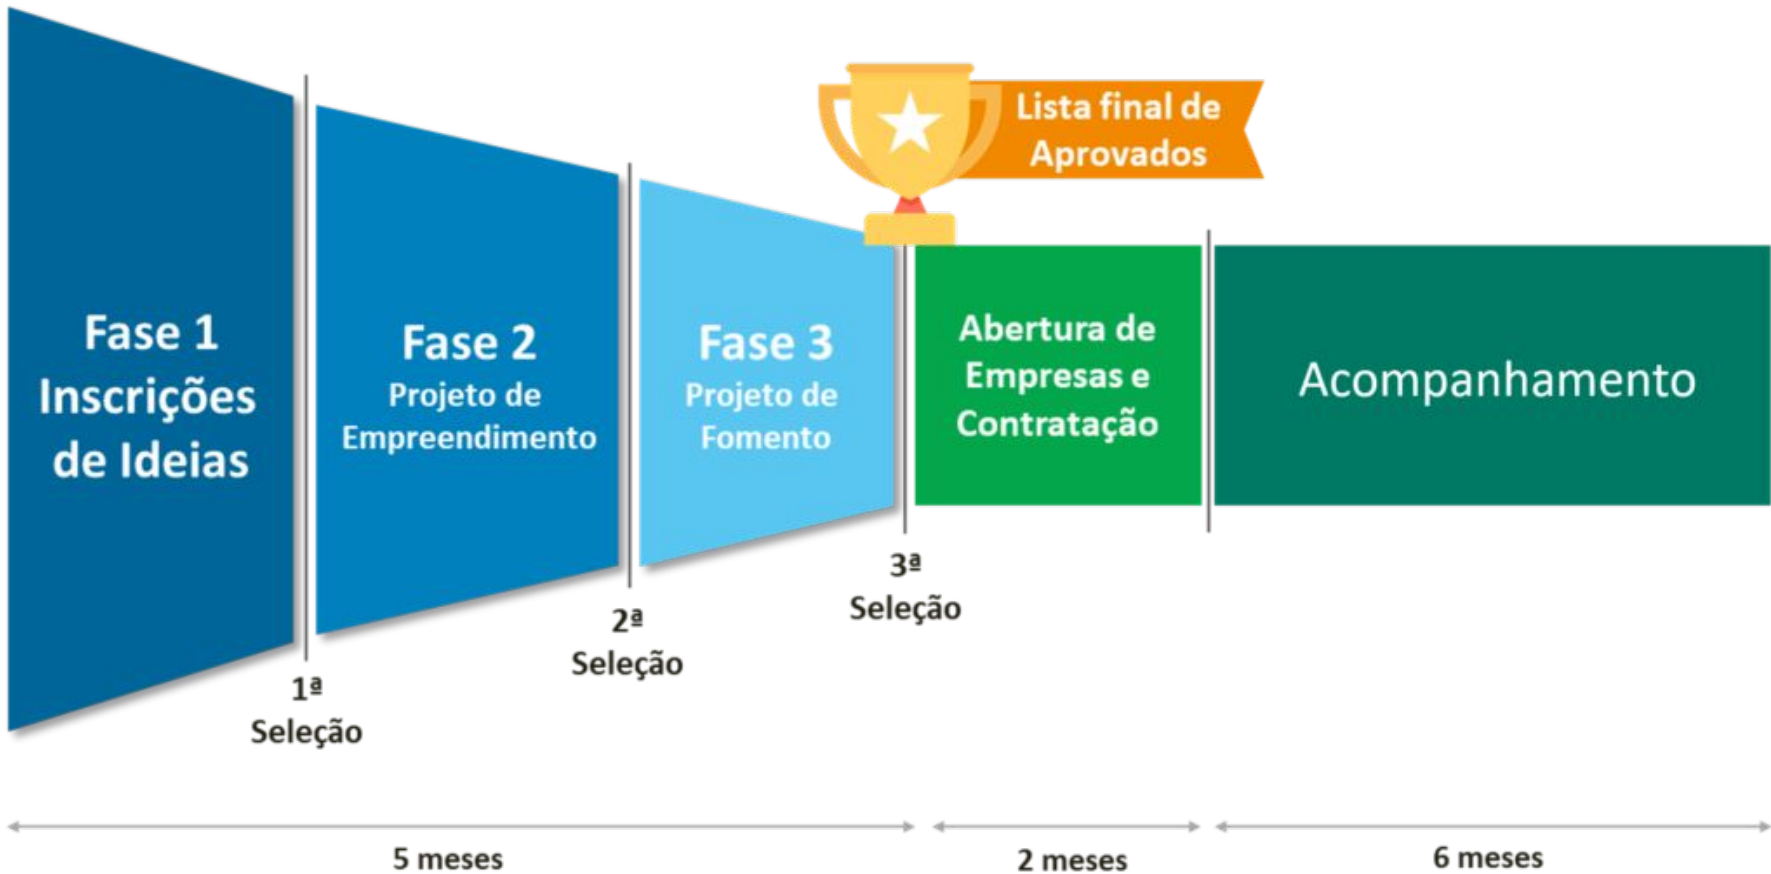 Lista final de
Aprovados
Fase 1
Inscrições
de Ideias
Fase 2
Projeto de
Empreendimento
Fase 3
Projeto de
Fomento
Abertura de
Empresas e
Contratação
Acompanhamento
1ª
Seleção
2ª
Seleção
3ª
Seleção
5 meses
2 meses
6 meses